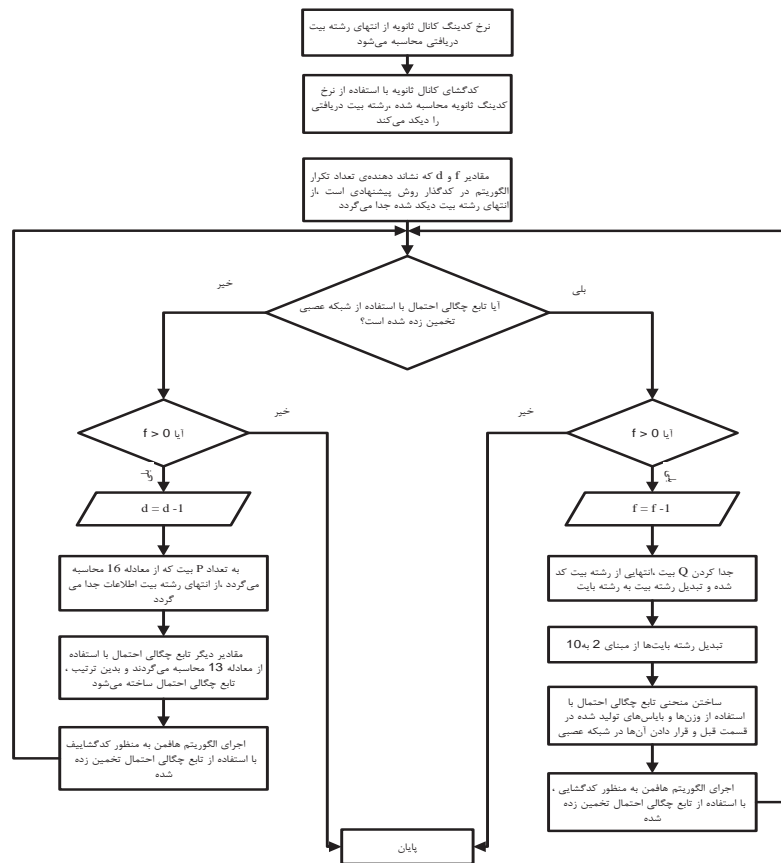 نرخ کدینگ کانال ثانویه از انتهای رشته بیت
دریافتی محاسبه می‌شود
کدگشای کانال ثانویه با استفاده از نرخ
کدینگ ثانویه محاسبه شده ،رشته بیت دریافتی
را دیکد می‌کند
مقادیر f و d که نشاند دهنده‌ی تعداد تکرار
الگوریتم در کدگذار روش پیشنهادی است ،از
انتهای رشته بیت دیکد شده جدا می‌گردد
خیر
بلی
آیا تابع چگالی احتمال با استفاده از شبکه عصبی
تخمین زده شده است؟
آیا f > 0
خیر
خیر
آیا f > 0
بلی
d = d -1
f = f -1
به تعداد P بیت که از معادله 16 محاسبه
می‌گردد ،از انتهای رشته بیت اطلاعات جدا می
گردد
جدا کردن Q بیت ،انتهایی از رشته بیت کد
شده و تبدیل رشته بیت به رشته بایت
تبدیل رشته بایت‌ها از مبنای 2 به10
مقادیر دیگر تابع چگالی احتمال با استفاده
از معادله 13 محاسبه می‌گردند و بدین ترتیب ،
تابع چگالی احتمال ساخته می‌شود
ساختن منحنی تابع چگالی احتمال با
استفاده از وزن‌ها و بایاس‌های تولید شده در
قسمت قبل و قرار دادن آن‌ها در شبکه عصبی
اجرای الگوریتم هافمن به منظور کدگشاییف
با استفاده از تابع چگالی احتمال تخمین زده
شده
اجرای الگوریتم هافمن به منظور کدگشایی ،
با استفاده از تابع چگالی احتمال تخمین زده
شده
پایان